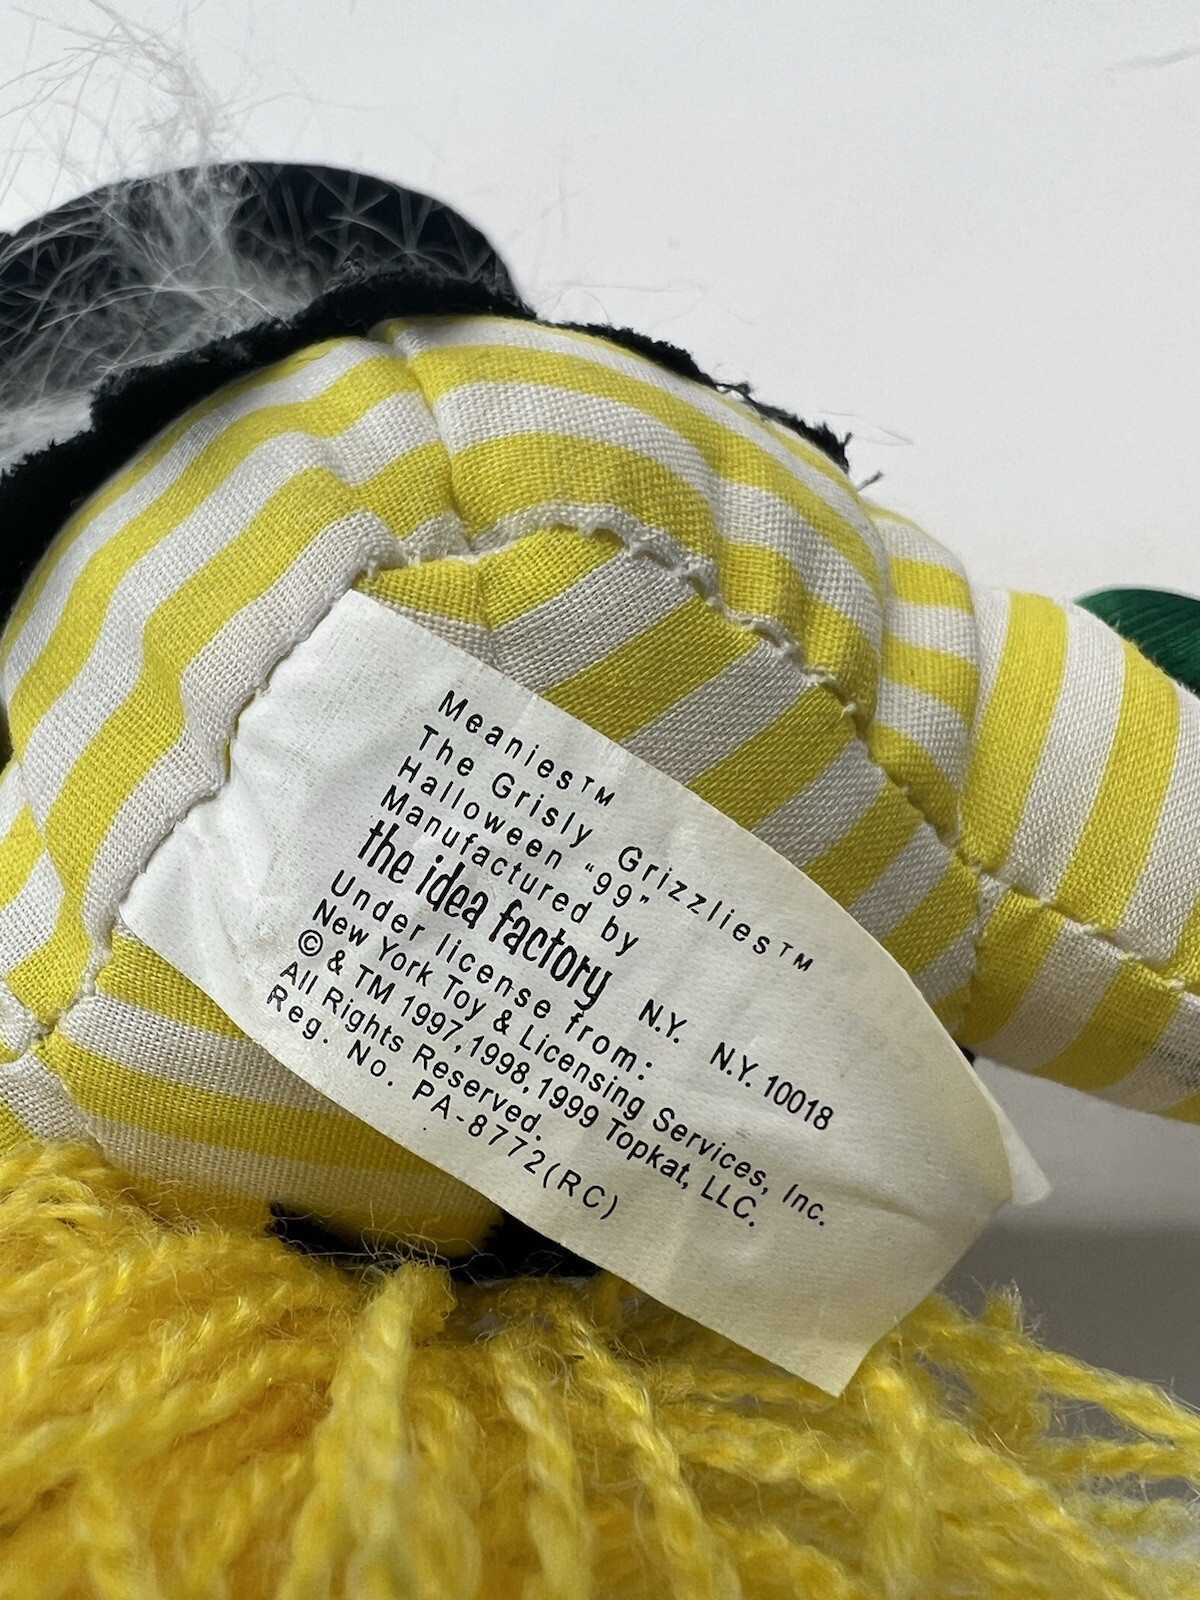 Meanies™
The Grisly Grizzlies™
Halloween “99”
Manufactured by
the idea factory N.Y. N.Y. 10018
Under license from:
New York Toy & Licensing Services, Inc.
© & TM 1997,1998,1999 Topkat, LLC.
All Rights Reserved.
Reg. No. PA-8772(RC)